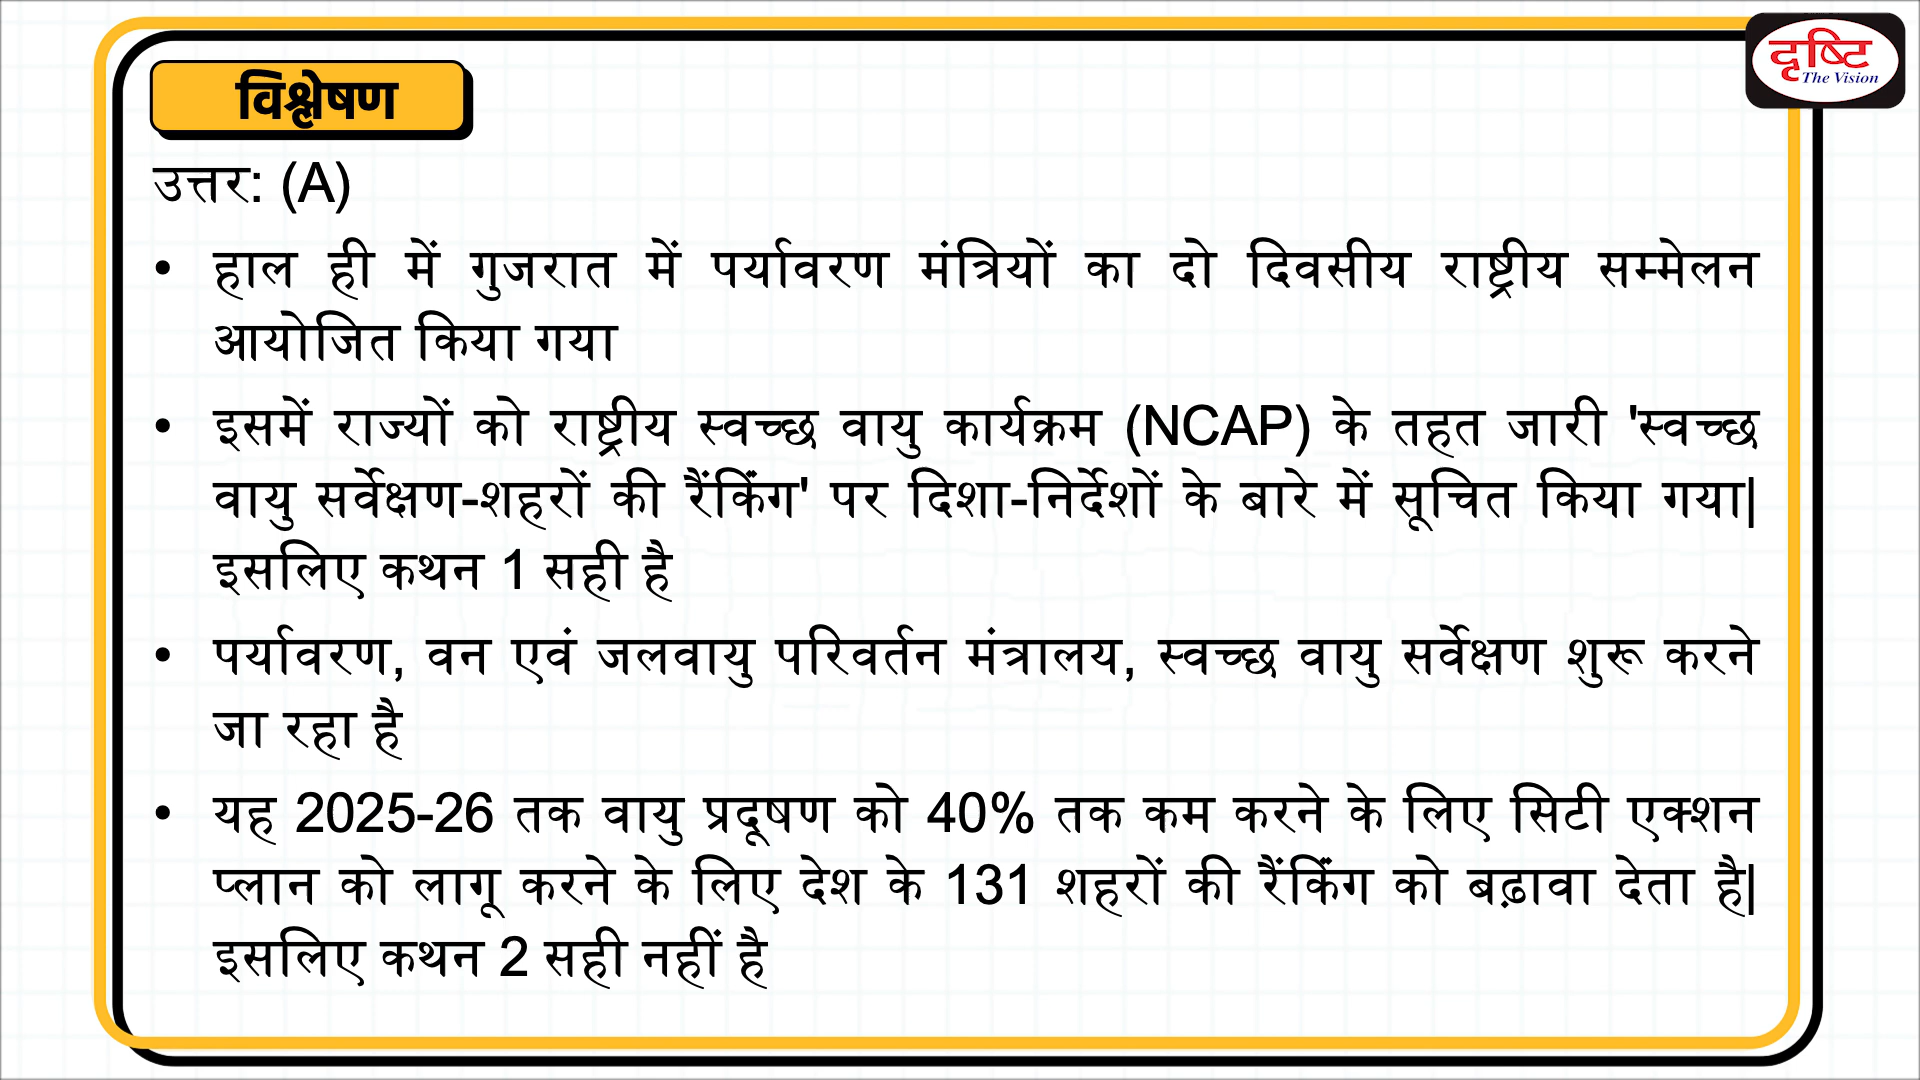 दृष्टि
The Vision
विश्लेषण
उत्तर: (A)
• हाल ही में गुजरात में पर्यावरण मंत्रियों का दो दिवसीय राष्ट्रीय सम्मेलन
आयोजित किया गया
• इसमें राज्यों को राष्ट्रीय स्वच्छ वायु कार्यक्रम (NCAP) के तहत जारी 'स्वच्छ
वायु सर्वेक्षण-शहरों की रैंकिंग' पर दिशा-निर्देशों के बारे में सूचित किया गया|
इसलिए कथन 1 सही है
• पर्यावरण, वन एवं जलवायु परिवर्तन मंत्रालय, स्वच्छ वायु सर्वेक्षण शुरू करने
जा रहा है
• यह 2025-26 तक वायु प्रदूषण को 40% तक कम करने के लिए सिटी एक्शन
प्लान को लागू करने के लिए देश के 131 शहरों की रैंकिंग को बढ़ावा देता है|
इसलिए कथन 2 सही नहीं है